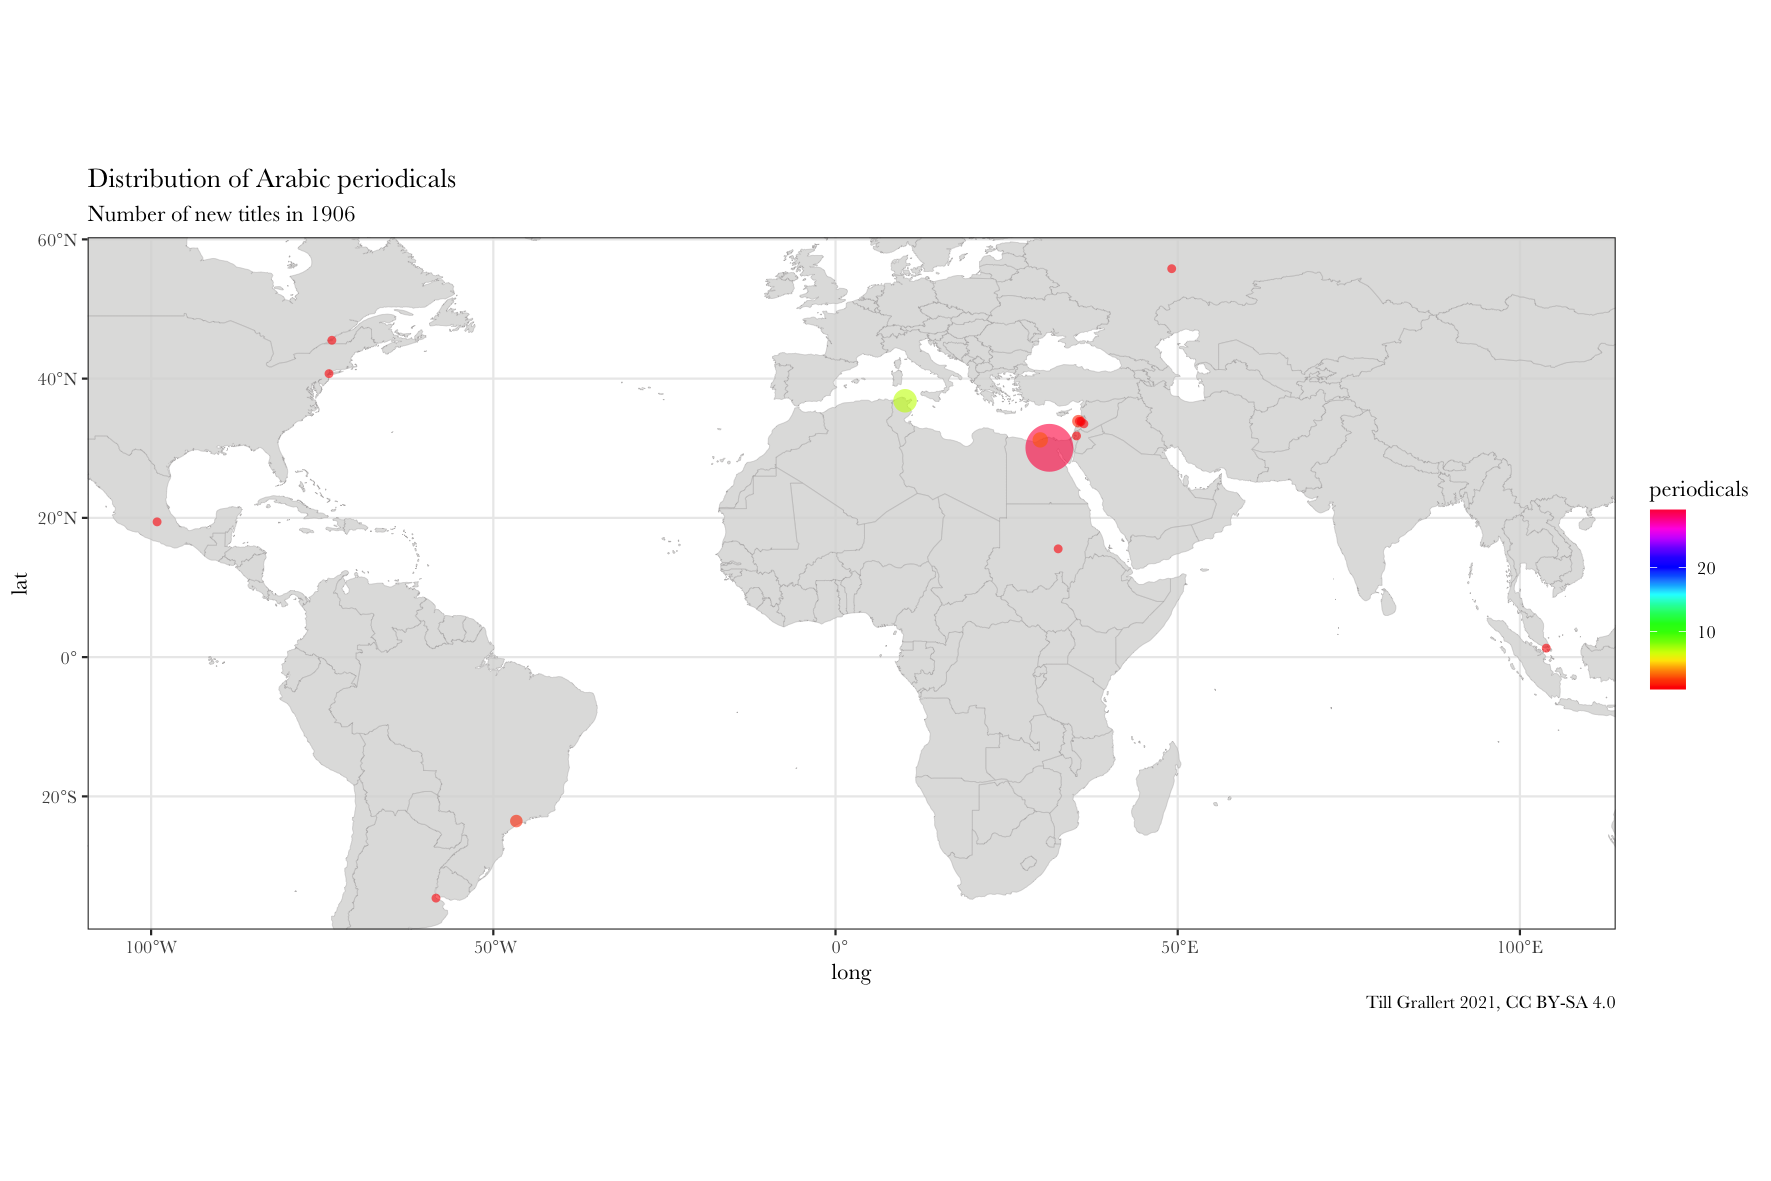 Distribution of Arabic periodicals
Number of new titles in 1906
60°N
40°N
20°N
0°
20°S
lat
100°W
50°W
0°
50°E
100°E
long
periodicals
20
10
Till Grallert 2021, CC BY-SA 4.0